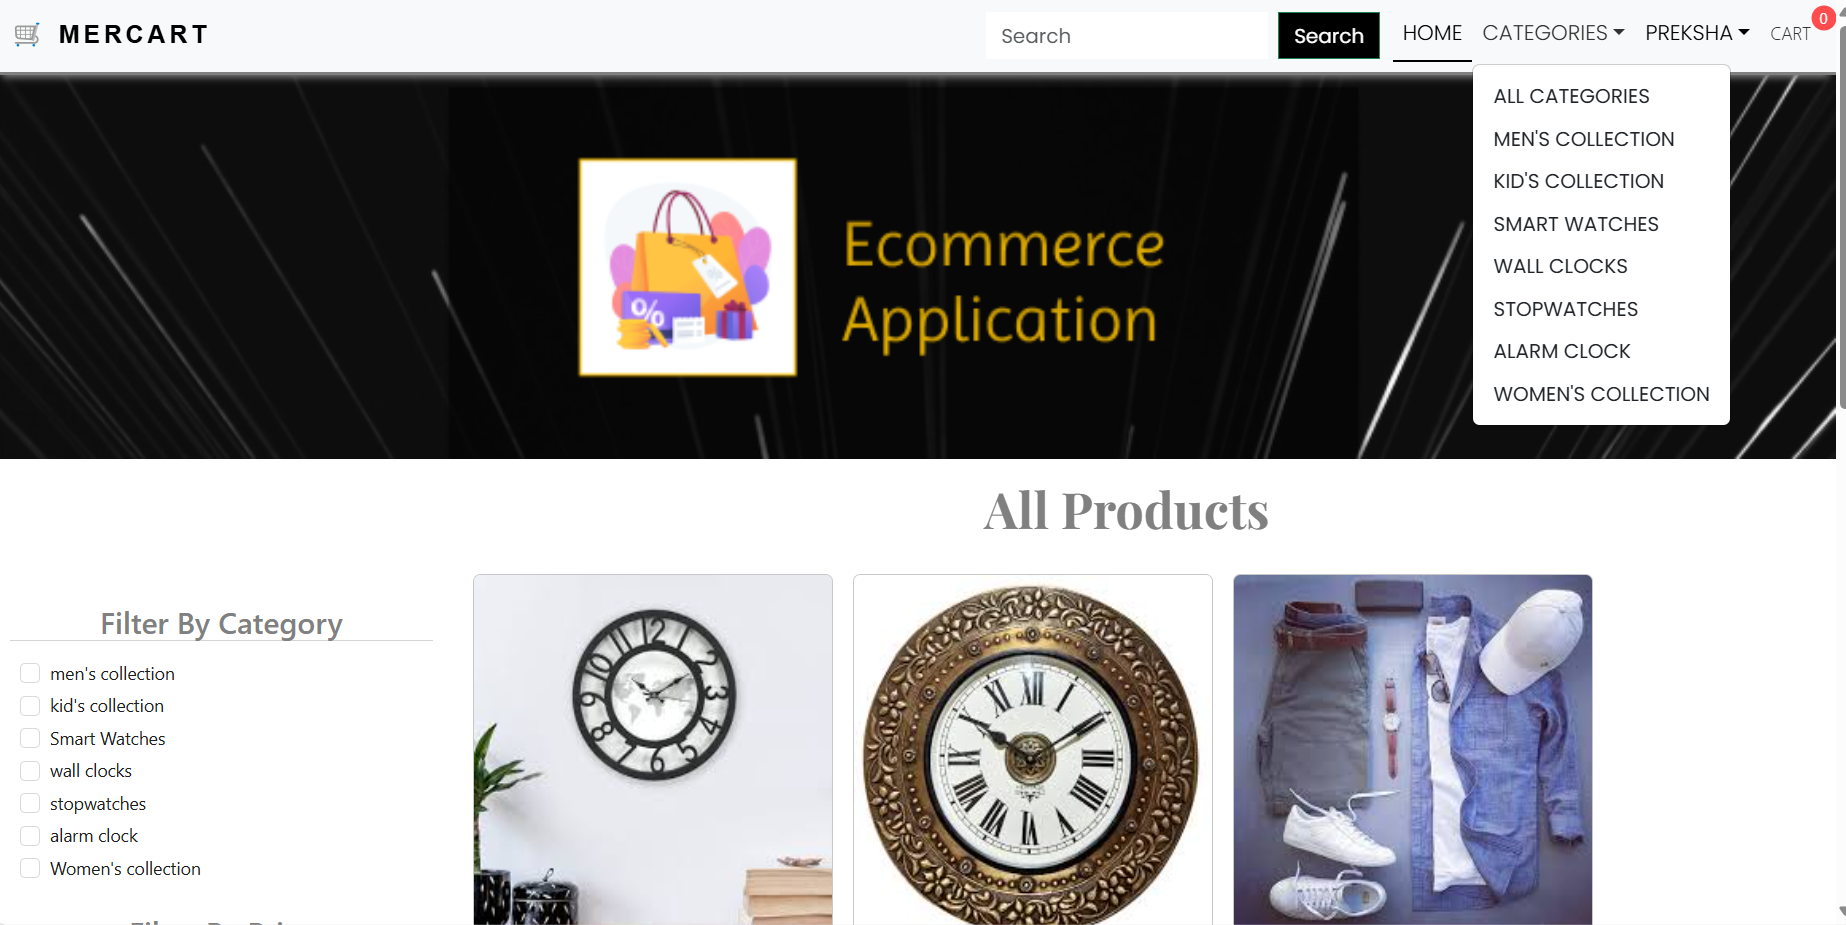 MERCART
Search
Search
HOME
CATEGORIES
PREKSHA
CART
0
ALL CATEGORIES
MEN'S COLLECTION
KID'S COLLECTION
SMART WATCHES
WALL CLOCKS
STOPWATCHES
ALARM CLOCK
WOMEN'S COLLECTION
%
Ecommerce
Application
All Products
Filter By Category
men's collection
kid's collection
Smart Watches
wall clocks
stopwatches
alarm clock
Women's collection